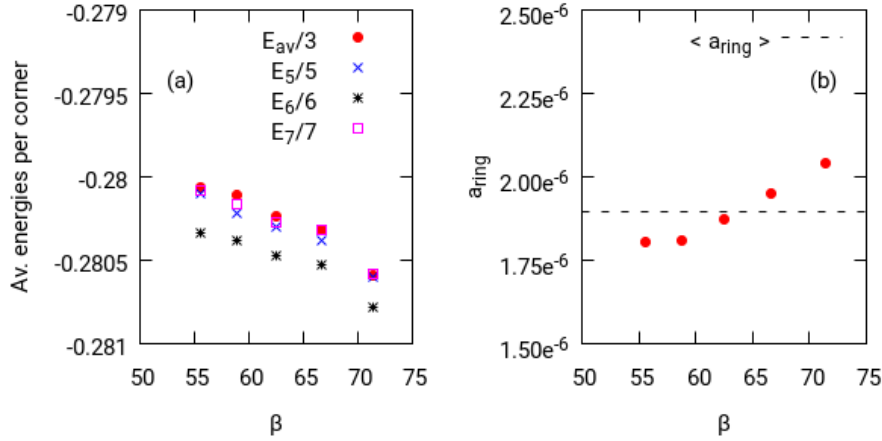 -0.279
-0.2795
-0.28
-0.2805
-0.281
Av. energies per corner
(a)
E_av/3
E_5/5
E_6/6
E_7/7
50 55 60 65 70 75
β
2.50e^-6
2.25e^-6
2.00e^-6
1.75e^-6
1.50e^-6
a_ring
< a_ring >
(b)
50 55 60 65 70 75
β